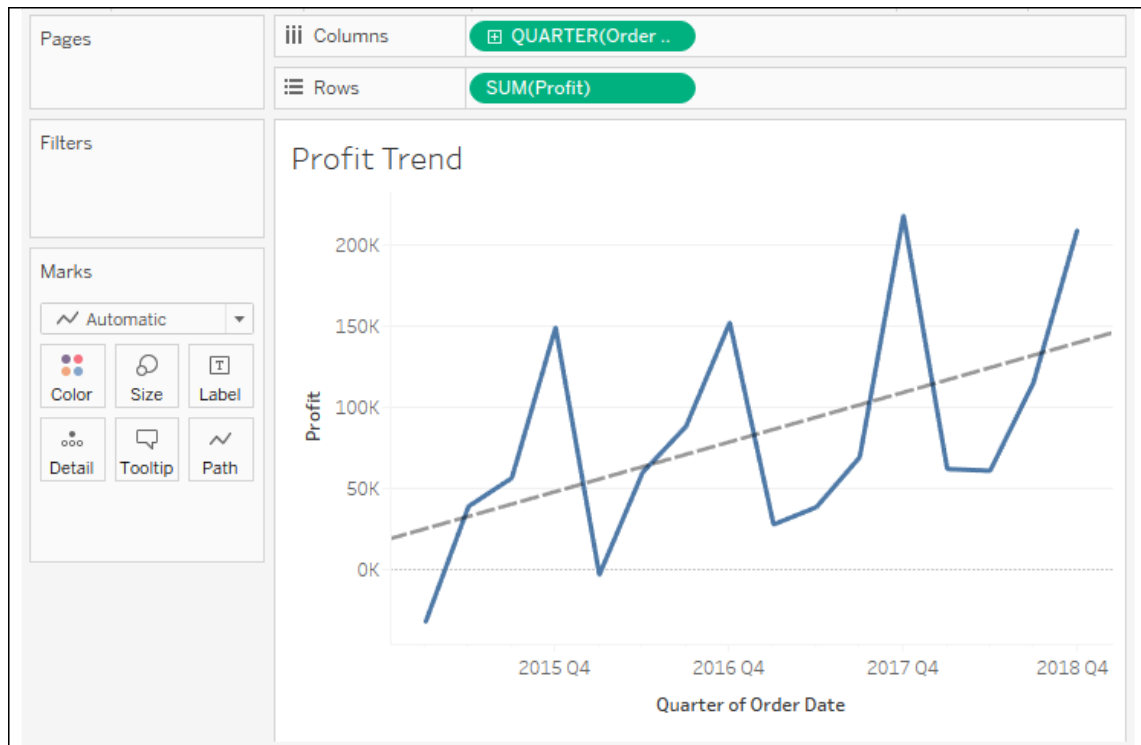 Pages
Columns
QUARTER(Order ..
Rows
SUM(Profit)
Filters
Marks
Automatic
Color
Size
T
Label
Detail
Tooltip
Path
Profit Trend
200K
150K
100K
50K
0K
Profit
2015 Q4
2016 Q4
2017 Q4
2018 Q4
Quarter of Order Date